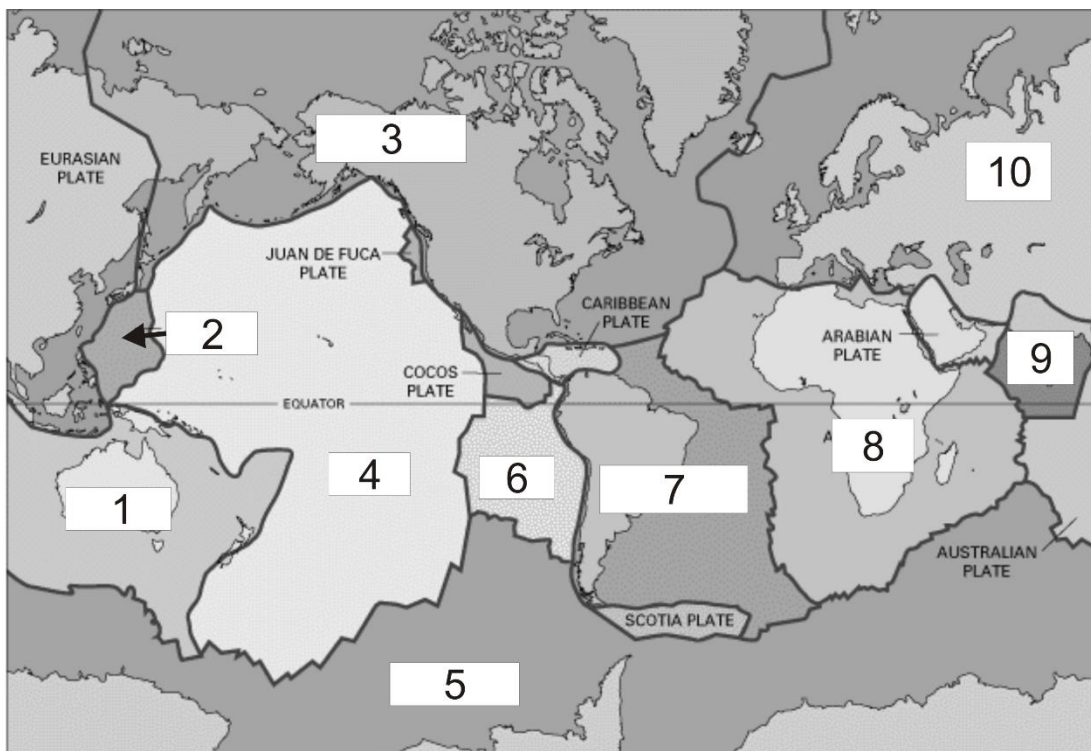 3
EURASIAN
PLATE
10
JUAN DE FUCA
PLATE
2
CARIBBEAN
PLATE
ARABIAN
PLATE
9
COCOS
PLATE
EQUATOR
A
1
4
6
7
8
AUSTRALIAN
PLATE
SCOTIA PLATE
5